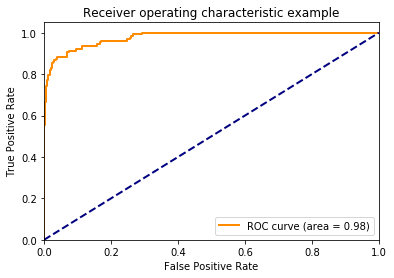 Receiver operating characteristic example
True Positive Rate
1.0
0.8
0.6
0.4
0.2
0.0
ROC curve (area = 0.98)
0.0 0.2 0.4 0.6 0.8 1.0
False Positive Rate